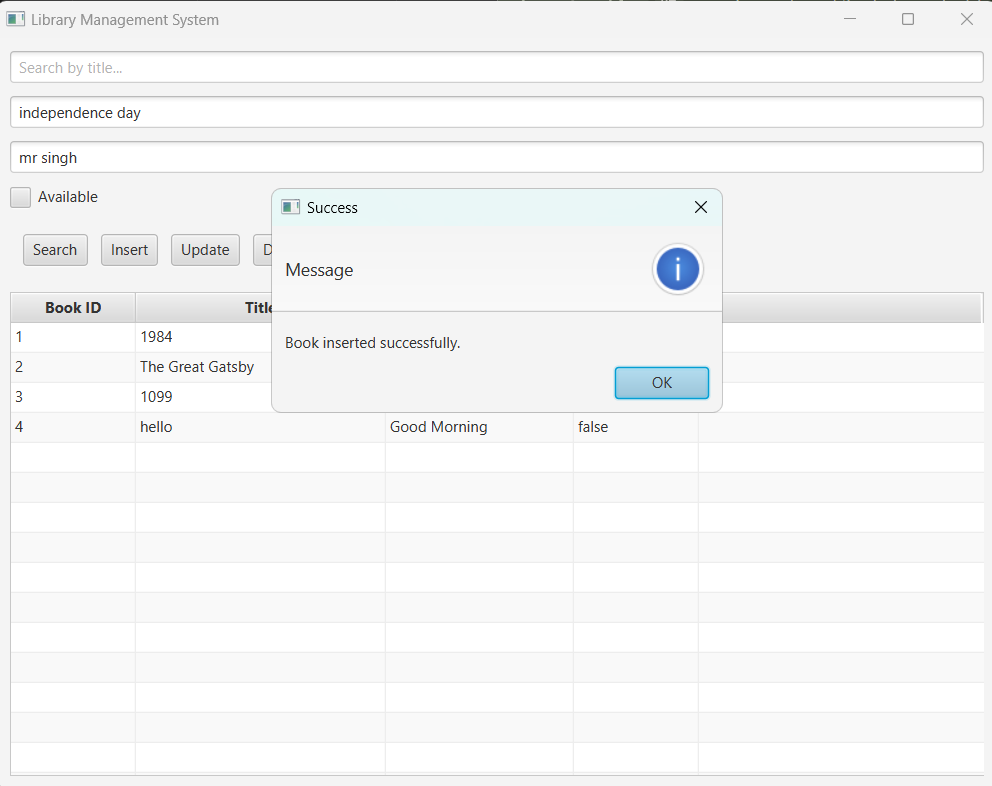 Library Management System
Search by title...
independence day
mr singh
Available
Success
Search Insert Update D
Message
Book ID Title
1 1984
Book inserted successfully.
2 The Great Gatsby
OK
3 1099
4 hello Good Morning false